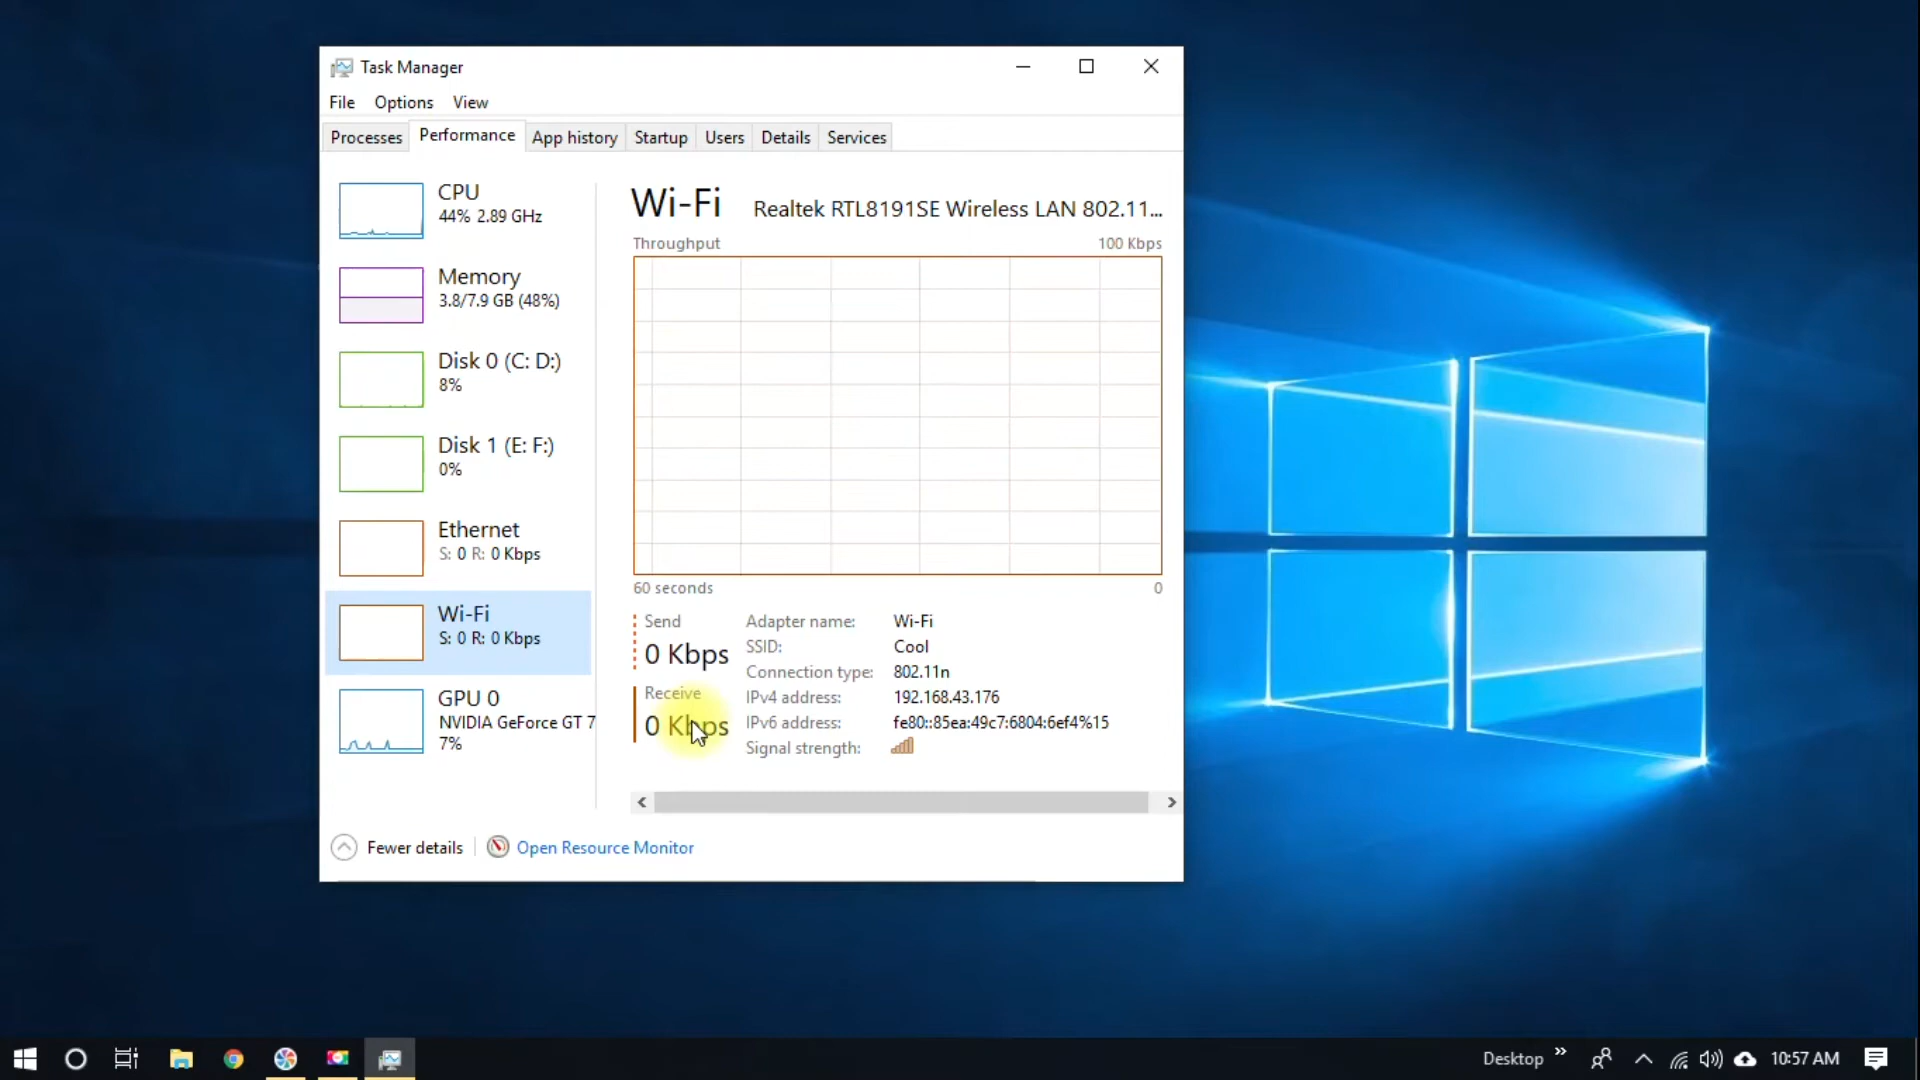 Task Manager
File Options View
Processes Performance App history Startup Users Details Services
CPU
44% 2.89 GHz
Memory
3.8/7.9 GB (48%)
Disk 0 (C: D:)
8%
Disk 1 (E: F:)
0%
Ethernet
S: 0 R: 0 Kbps
Wi-Fi
S: 0 R: 0 Kbps
GPU 0
NVIDIA GeForce GT 7
7%
Wi-Fi Realtek RTL8191SE Wireless LAN 802.11...
Throughput 100 Kbps
60 seconds 0
Send
0 Kbps
Receive
0 Kbps
Adapter name: Wi-Fi
SSID: Cool
Connection type: 802.11n
IPv4 address: 192.168.43.176
IPv6 address: fe80::85ea:49c7:6804:6ef4%15
Signal strength:
Fewer details Open Resource Monitor
Desktop » 10:57 AM